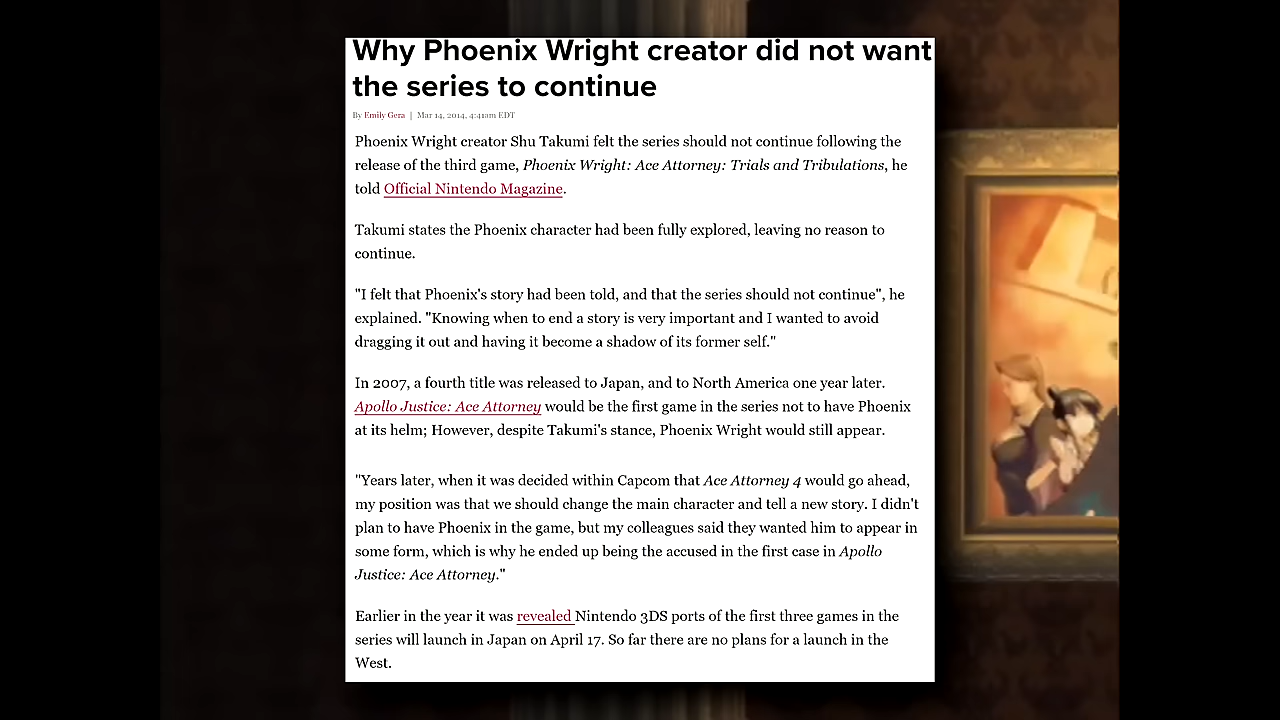 Why Phoenix Wright creator did not want
the series to continue
By Emily Gera | Mar 14, 2014, 4:41am EDT
Phoenix Wright creator Shu Takumi felt the series should not continue following the
release of the third game, Phoenix Wright: Ace Attorney: Trials and Tribulations, he
told Official Nintendo Magazine.
Takumi states the Phoenix character had been fully explored, leaving no reason to
continue.
"I felt that Phoenix's story had been told, and that the series should not continue", he
explained. "Knowing when to end a story is very important and I wanted to avoid
dragging it out and having it become a shadow of its former self."
In 2007, a fourth title was released to Japan, and to North America one year later.
Apollo Justice: Ace Attorney would be the first game in the series not to have Phoenix
at its helm; However, despite Takumi's stance, Phoenix Wright would still appear.
"Years later, when it was decided within Capcom that Ace Attorney 4 would go ahead,
my position was that we should change the main character and tell a new story. I didn't
plan to have Phoenix in the game, but my colleagues said they wanted him to appear in
some form, which is why he ended up being the accused in the first case in Apollo
Justice: Ace Attorney."
Earlier in the year it was revealed Nintendo 3DS ports of the first three games in the
series will launch in Japan on April 17. So far there are no plans for a launch in the
West.